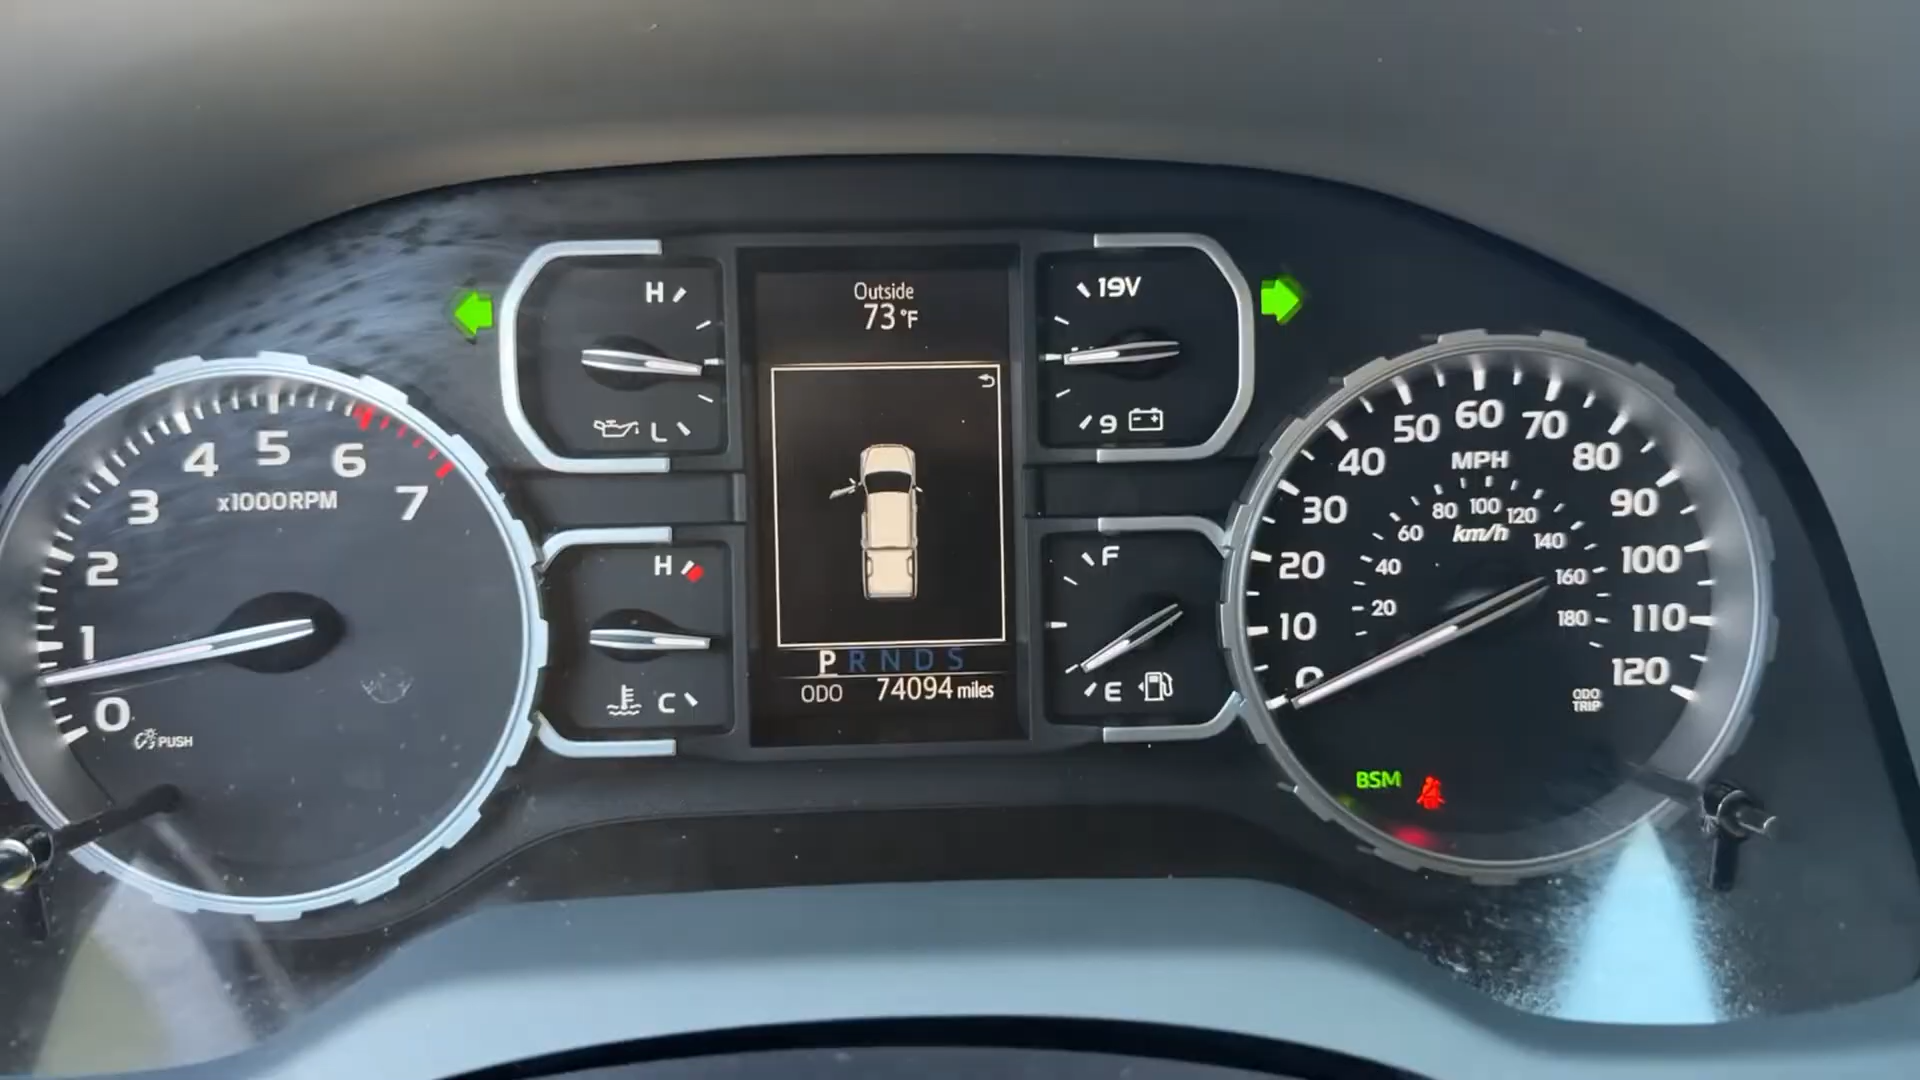 Outside
73°F
H
L
19V
9
H
C
F
E
P R N D S
ODO 74094 miles
0 1 2 3 4 5 6 7
x1000RPM
PUSH
0 10 20 30 40 50 60 70 80 90 100 110 120
MPH
20 40 60 80 100 120 140 160 180
km/h
ODO
TRIP
BSM